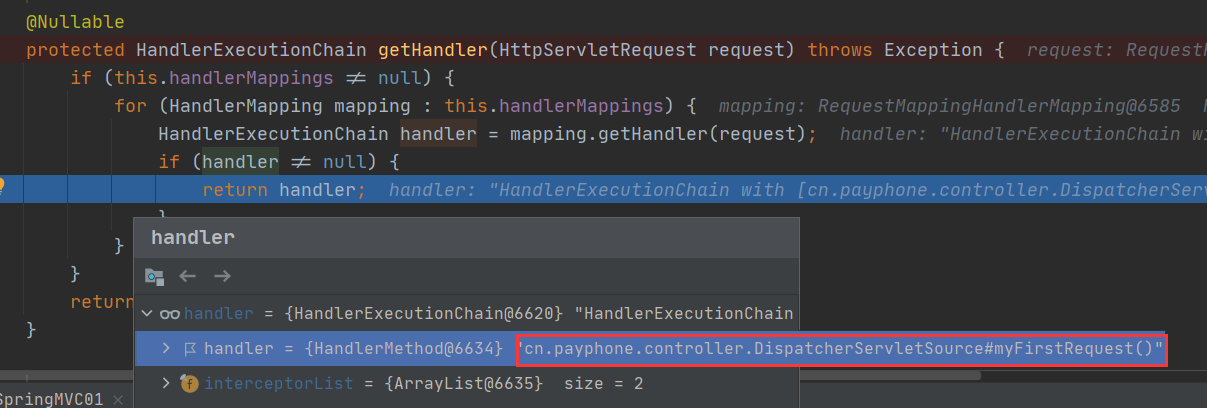 @Nullable
protected HandlerExecutionChain getHandler(HttpServletRequest request) throws Exception {  request: Request
if (this.handlerMappings ≠ null) {
for (HandlerMapping mapping : this.handlerMappings) {  mapping: RequestMappingHandlerMapping@6585
HandlerExecutionChain handler = mapping.getHandler(request);  handler: "HandlerExecutionChain wi
if (handler ≠ null) {
return handler;  handler: "HandlerExecutionChain with [cn.payphone.controller.DispatcherServ
}
handler
}
}
return
}
handler = {HandlerExecutionChain@6620} "HandlerExecutionChain
handler = {HandlerMethod@6634} "cn.payphone.controller.DispatcherServletSource#myFirstRequest()"
f interceptorList = {ArrayList@6635}  size = 2
SpringMVC01 ×